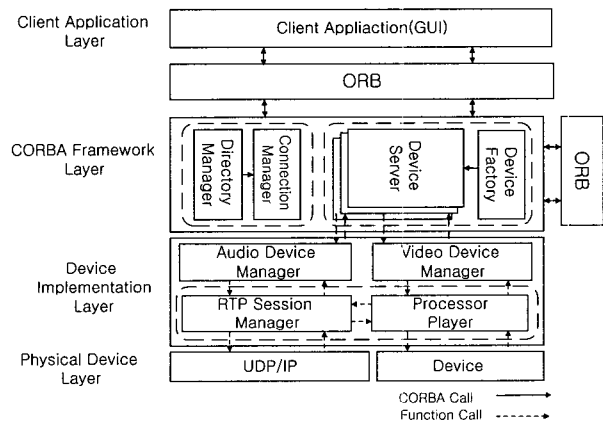 Client Application
Layer
Client Appliaction(GUI)
ORB
CORBA Framework
Layer
Directory
Manager
Connection
Manager
Device
Server
Device
Factory
ORB
Device
Implementation
Layer
Audio Device
Manager
Video Device
Manager
RTP Session
Manager
Processor
Player
Physical Device
Layer
UDP/IP
Device
CORBA Call
Function Call